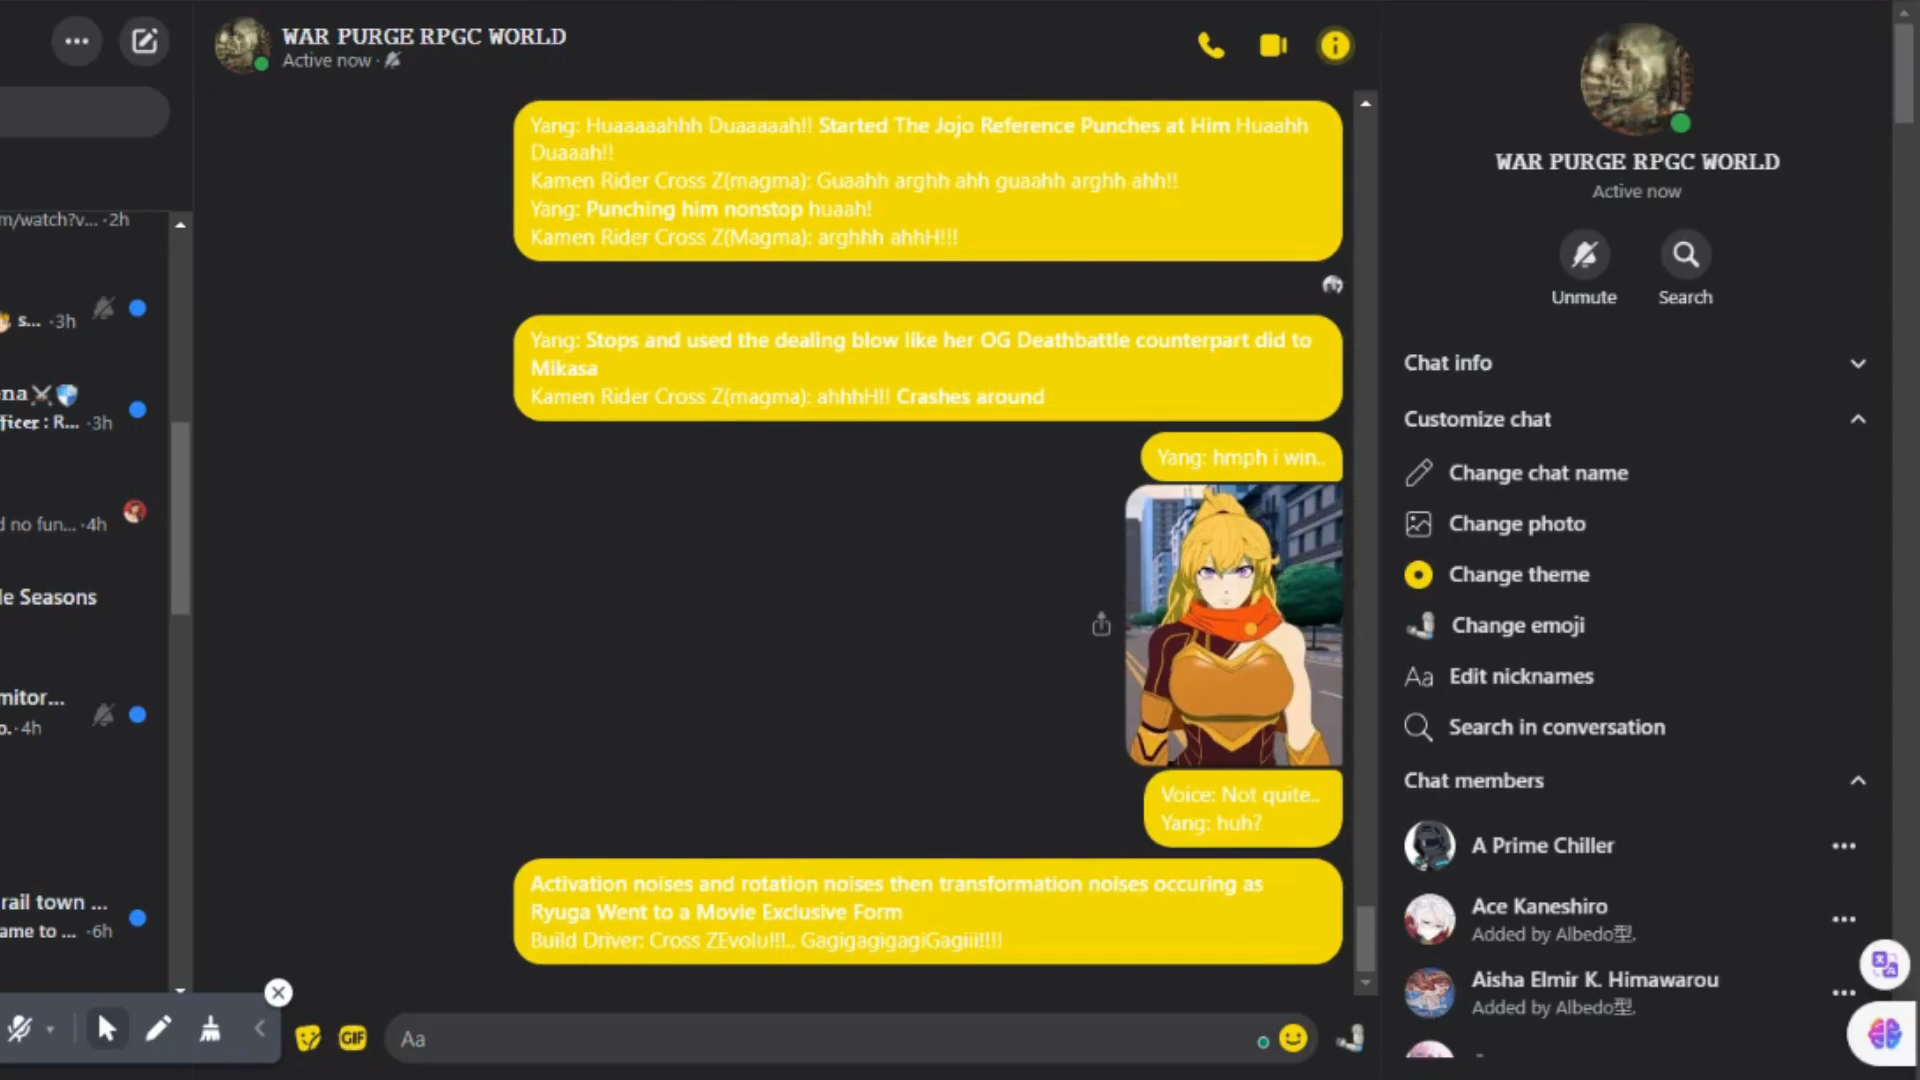 WAR PURGE RPGC WORLD
Active now ·
m/watch?v... ·2h
s... ·3h
ena
fficer : R... ·3h
d no fun... ·4h
le Seasons
mitor...
o. ·4h
rail town ...
ame to ... ·6h
Yang: Huaaaaahhh Duaaaaah!! Started The Jojo Reference Punches at Him Huaahh
Duaaah!!
Kamen Rider Cross Z(magma): Guaahh arghh ahh guaahh arghh ahh!!
Yang: Punching him nonstop huaah!
Kamen Rider Cross Z(Magma): arghhh ahhH!!!
Yang: Stops and used the dealing blow like her OG Deathbattle counterpart did to
Mikasa
Kamen Rider Cross Z(magma): ahhhH!! Crashes around
Yang: hmph i win..
Voice: Not quite..
Yang: huh?
Activation noises and rotation noises then transformation noises occuring as
Ryuga Went to a Movie Exclusive Form
Build Driver: Cross ZEvolu!!!.. GagigagigagiGagiii!!!!
GIF
Aa
WAR PURGE RPGC WORLD
Active now
Unmute
Search
Chat info
Customize chat
Change chat name
Change photo
Change theme
Change emoji
Aa Edit nicknames
Search in conversation
Chat members
A Prime Chiller
Ace Kaneshiro
Added by Albedo型.
Aisha Elmir K. Himawarou
Added by Albedo型.